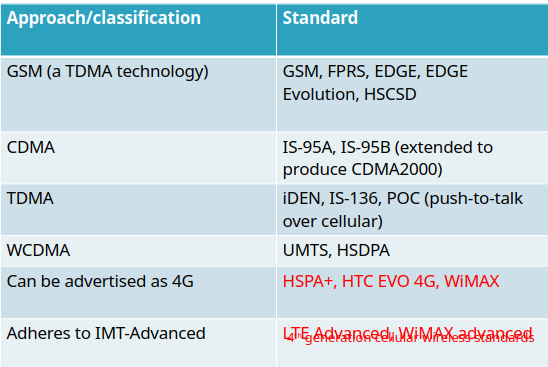 Approach/classification Standard
GSM (a TDMA technology) GSM, FPRS, EDGE, EDGE
Evolution, HSCSD
CDMA IS-95A, IS-95B (extended to
produce CDMA2000)
TDMA iDEN, IS-136, POC (push-to-talk
over cellular)
WCDMA UMTS, HSDPA
Can be advertised as 4G HSPA+, HTC EVO 4G, WiMAX
Adheres to IMT-Advanced LTE Advanced, WiMAX advanced
4th generation cellular wireless standards